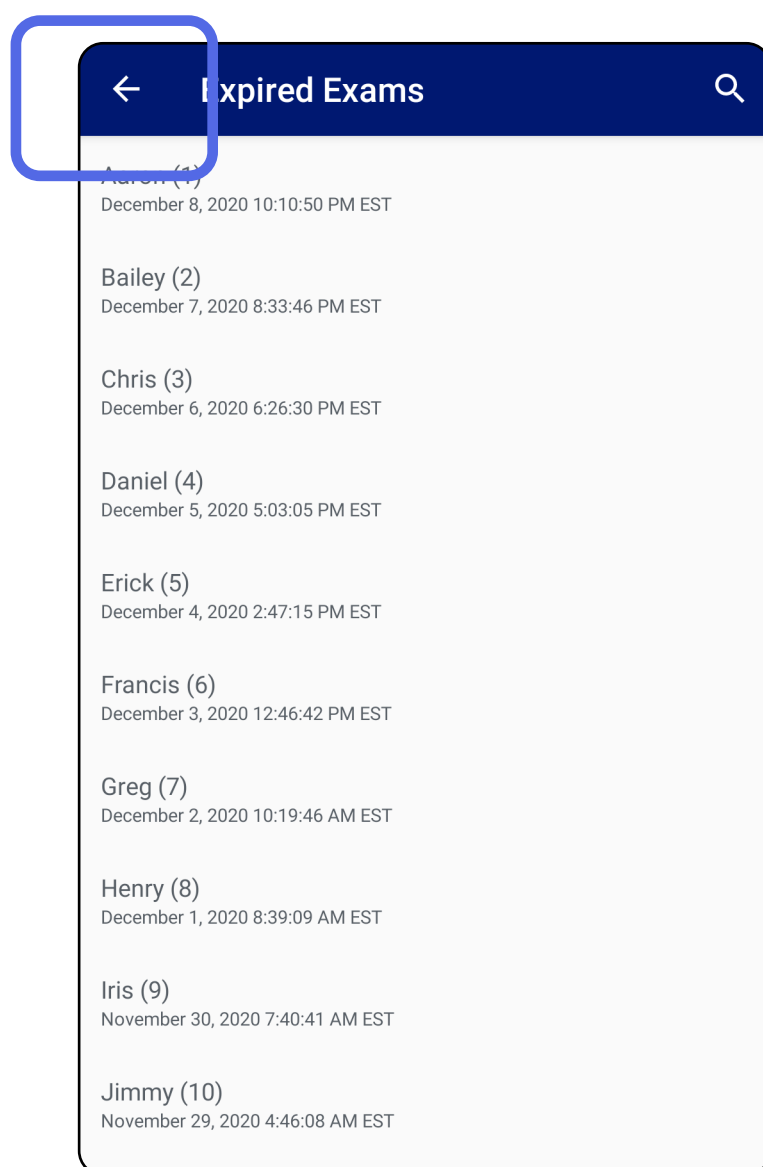 Expired Exams
Aaron (1)
December 8, 2020 10:10:50 PM EST
Bailey (2)
December 7, 2020 8:33:46 PM EST
Chris (3)
December 6, 2020 6:26:30 PM EST
Daniel (4)
December 5, 2020 5:03:05 PM EST
Erick (5)
December 4, 2020 2:47:15 PM EST
Francis (6)
December 3, 2020 12:46:42 PM EST
Greg (7)
December 2, 2020 10:19:46 AM EST
Henry (8)
December 1, 2020 8:39:09 AM EST
Iris (9)
November 30, 2020 7:40:41 AM EST
Jimmy (10)
November 29, 2020 4:46:08 AM EST